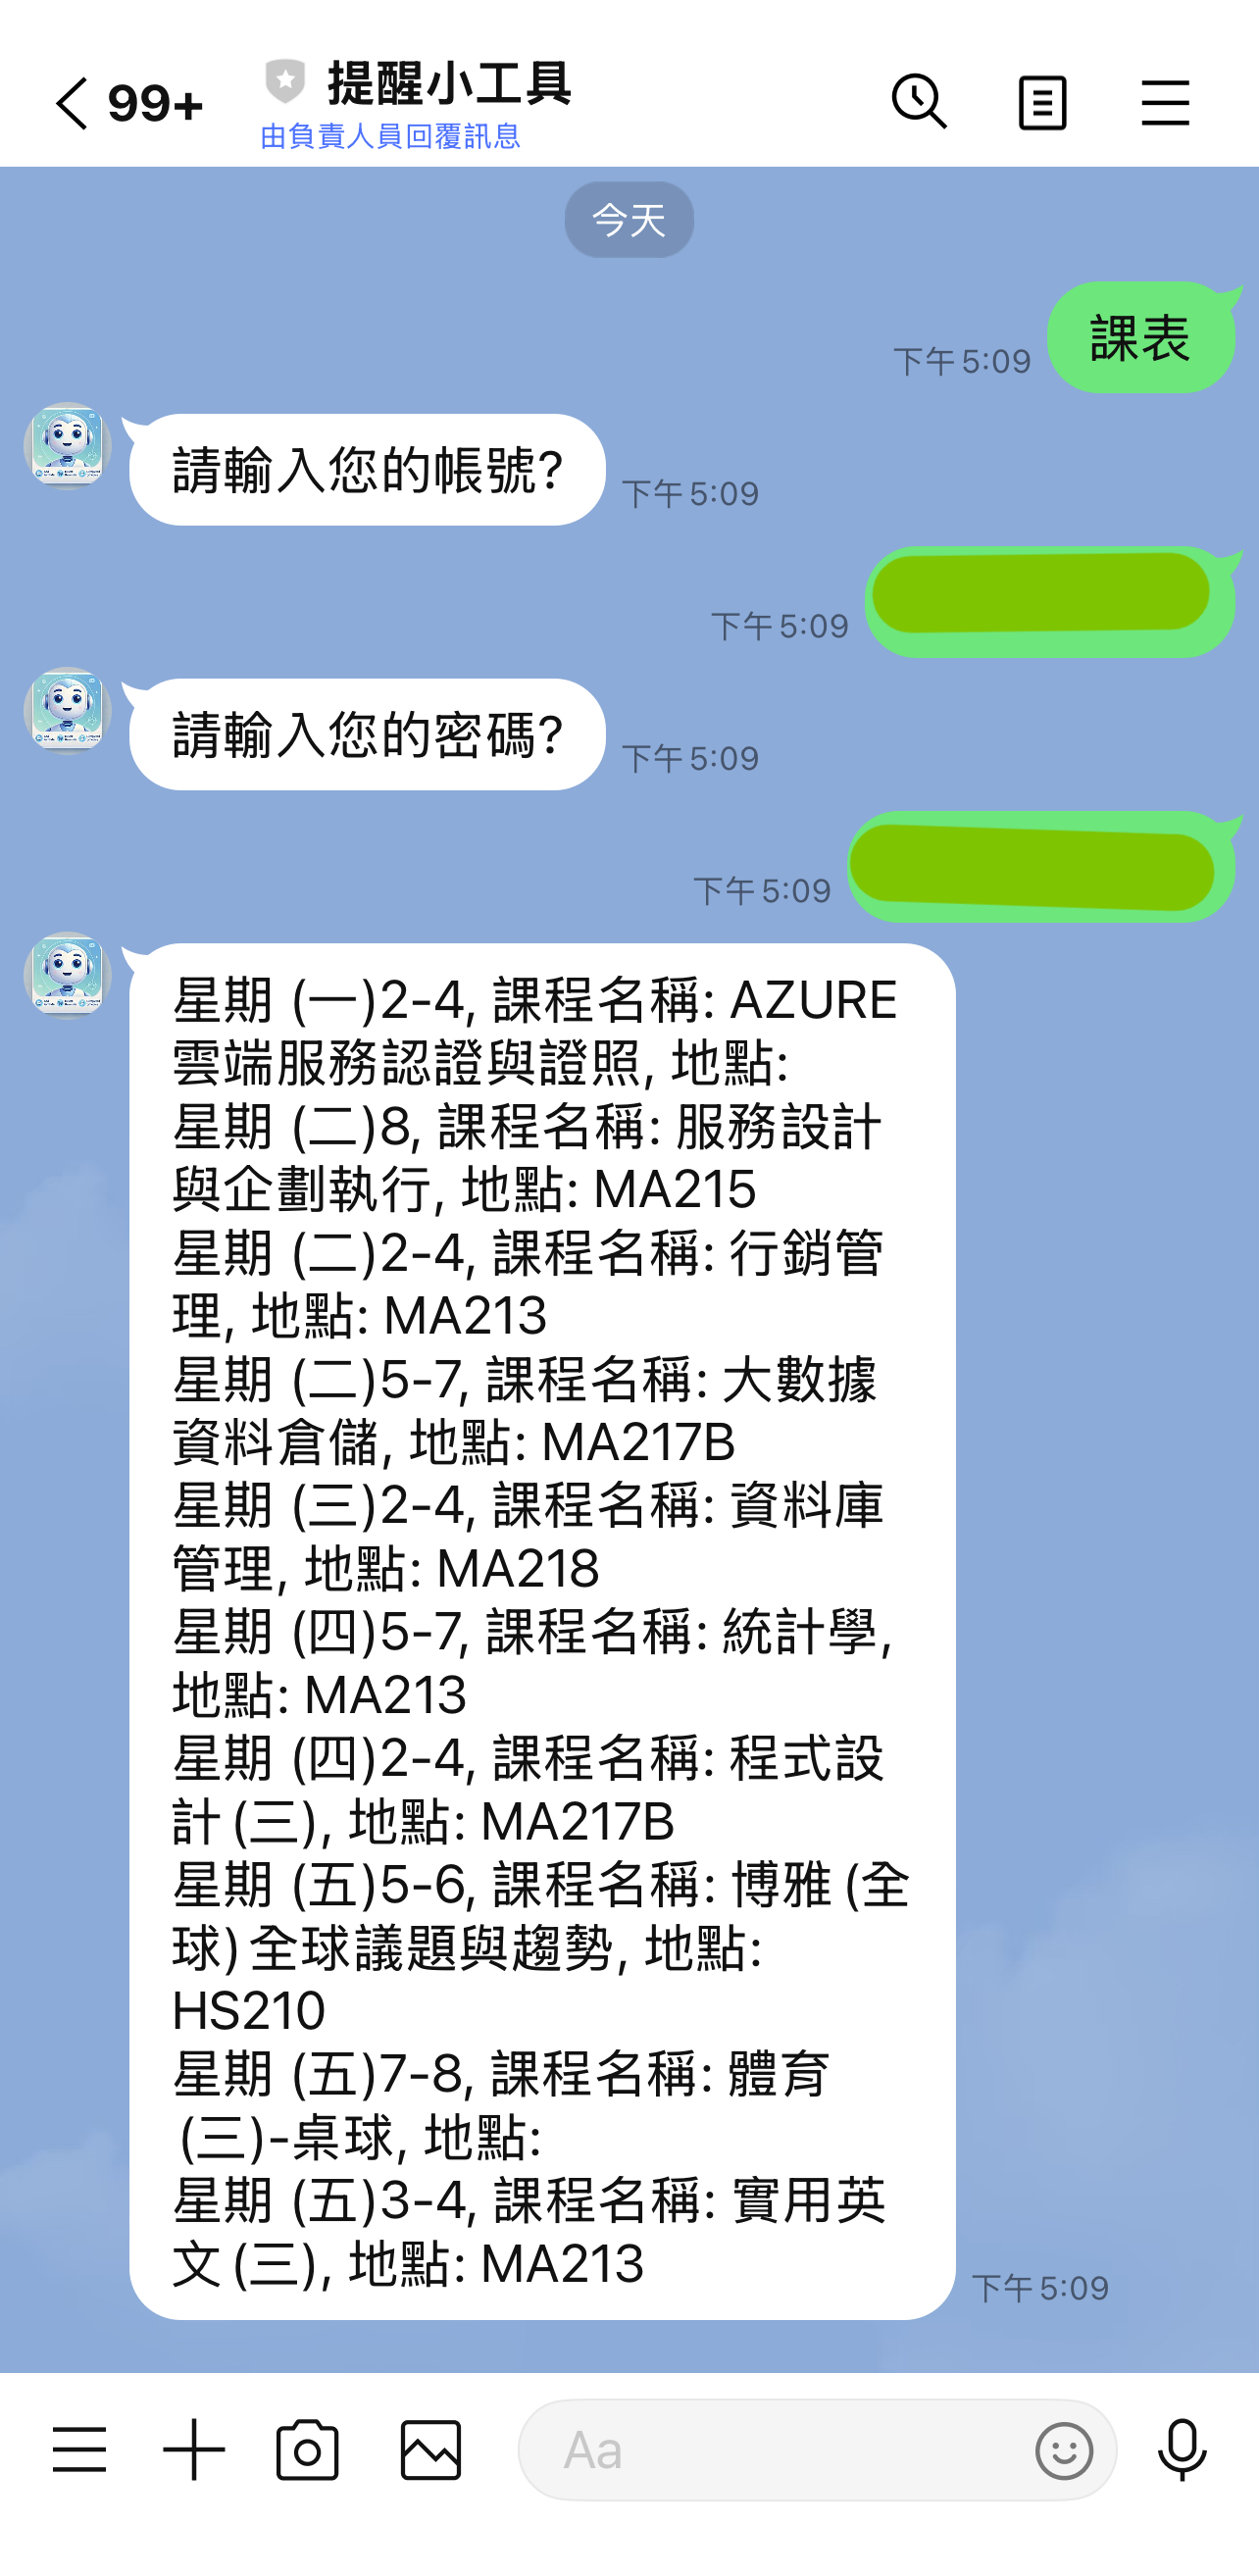 99+
提醒小工具
由負責人員回覆訊息
今天
課表
下午 5:09
請輸入您的帳號?
下午 5:09
下午 5:09
請輸入您的密碼?
下午 5:09
下午 5:09
星期 (一)2-4, 課程名稱: AZURE
雲端服務認證與證照, 地點:
星期 (二)8, 課程名稱: 服務設計
與企劃執行, 地點: MA215
星期 (二)2-4, 課程名稱: 行銷管
理, 地點: MA213
星期 (二)5-7, 課程名稱: 大數據
資料倉儲, 地點: MA217B
星期 (三)2-4, 課程名稱: 資料庫
管理, 地點: MA218
星期 (四)5-7, 課程名稱: 統計學,
地點: MA213
星期 (四)2-4, 課程名稱: 程式設
計 (三), 地點: MA217B
星期 (五)5-6, 課程名稱: 博雅 (全
球) 全球議題與趨勢, 地點:
HS210
星期 (五)7-8, 課程名稱: 體育
(三)-桌球, 地點:
星期 (五)3-4, 課程名稱: 實用英
文 (三), 地點: MA213
下午 5:09
Aa